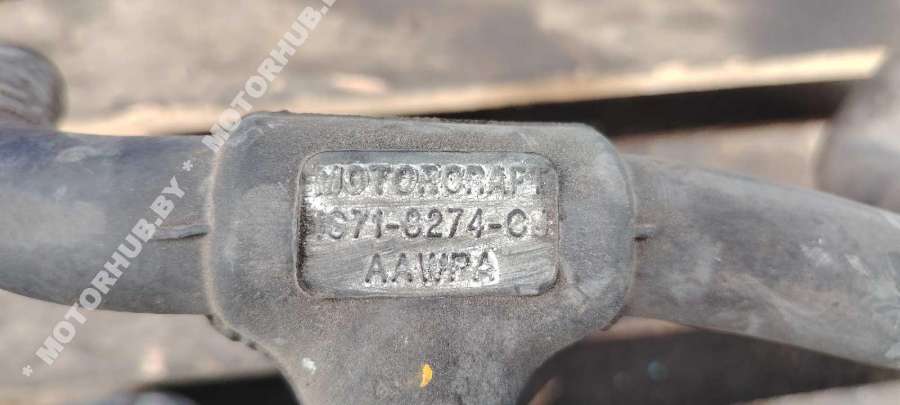 MOTORCRAFT
1S71-8274-C
AAWPA
* MOTORHUB.BY * MOTORHUB.BY *